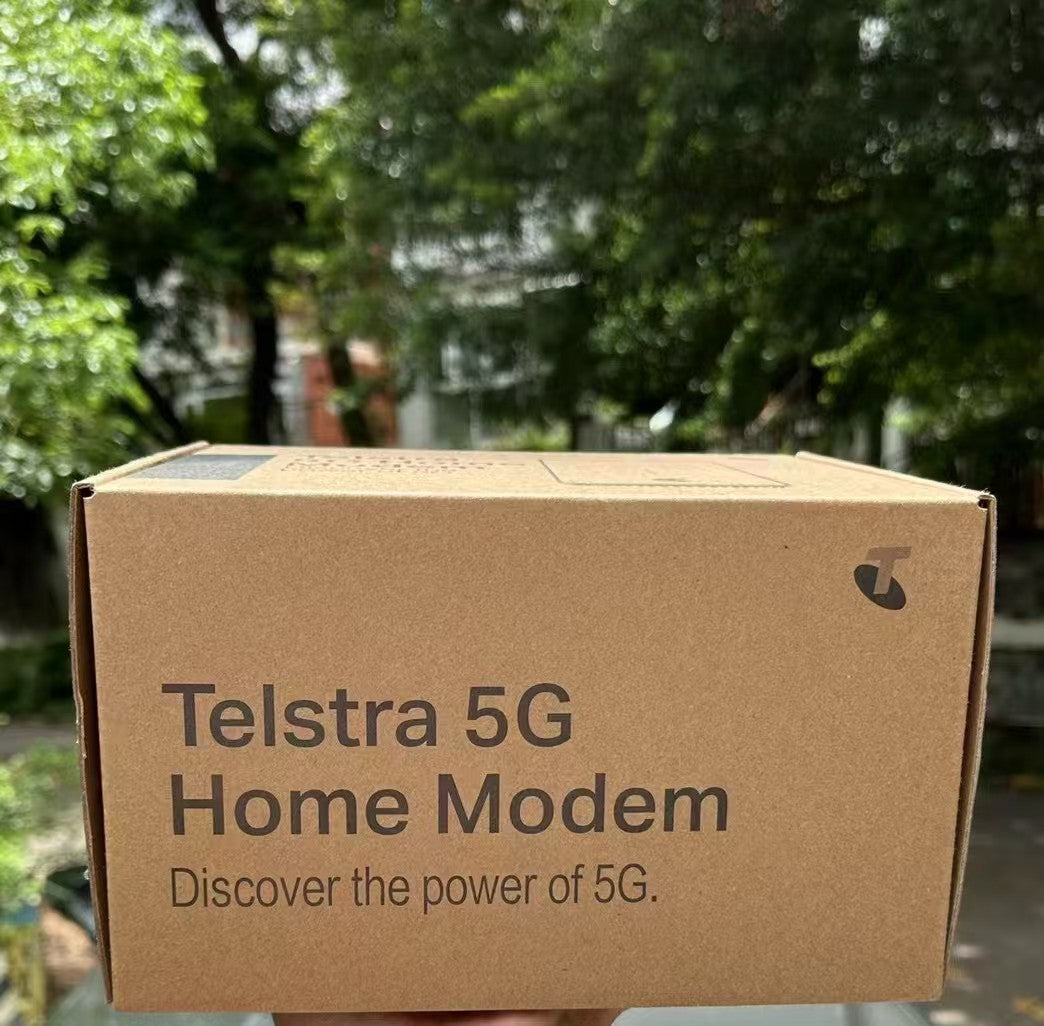 Telstra 5G
Home Modem
Discover the power of 5G.
T